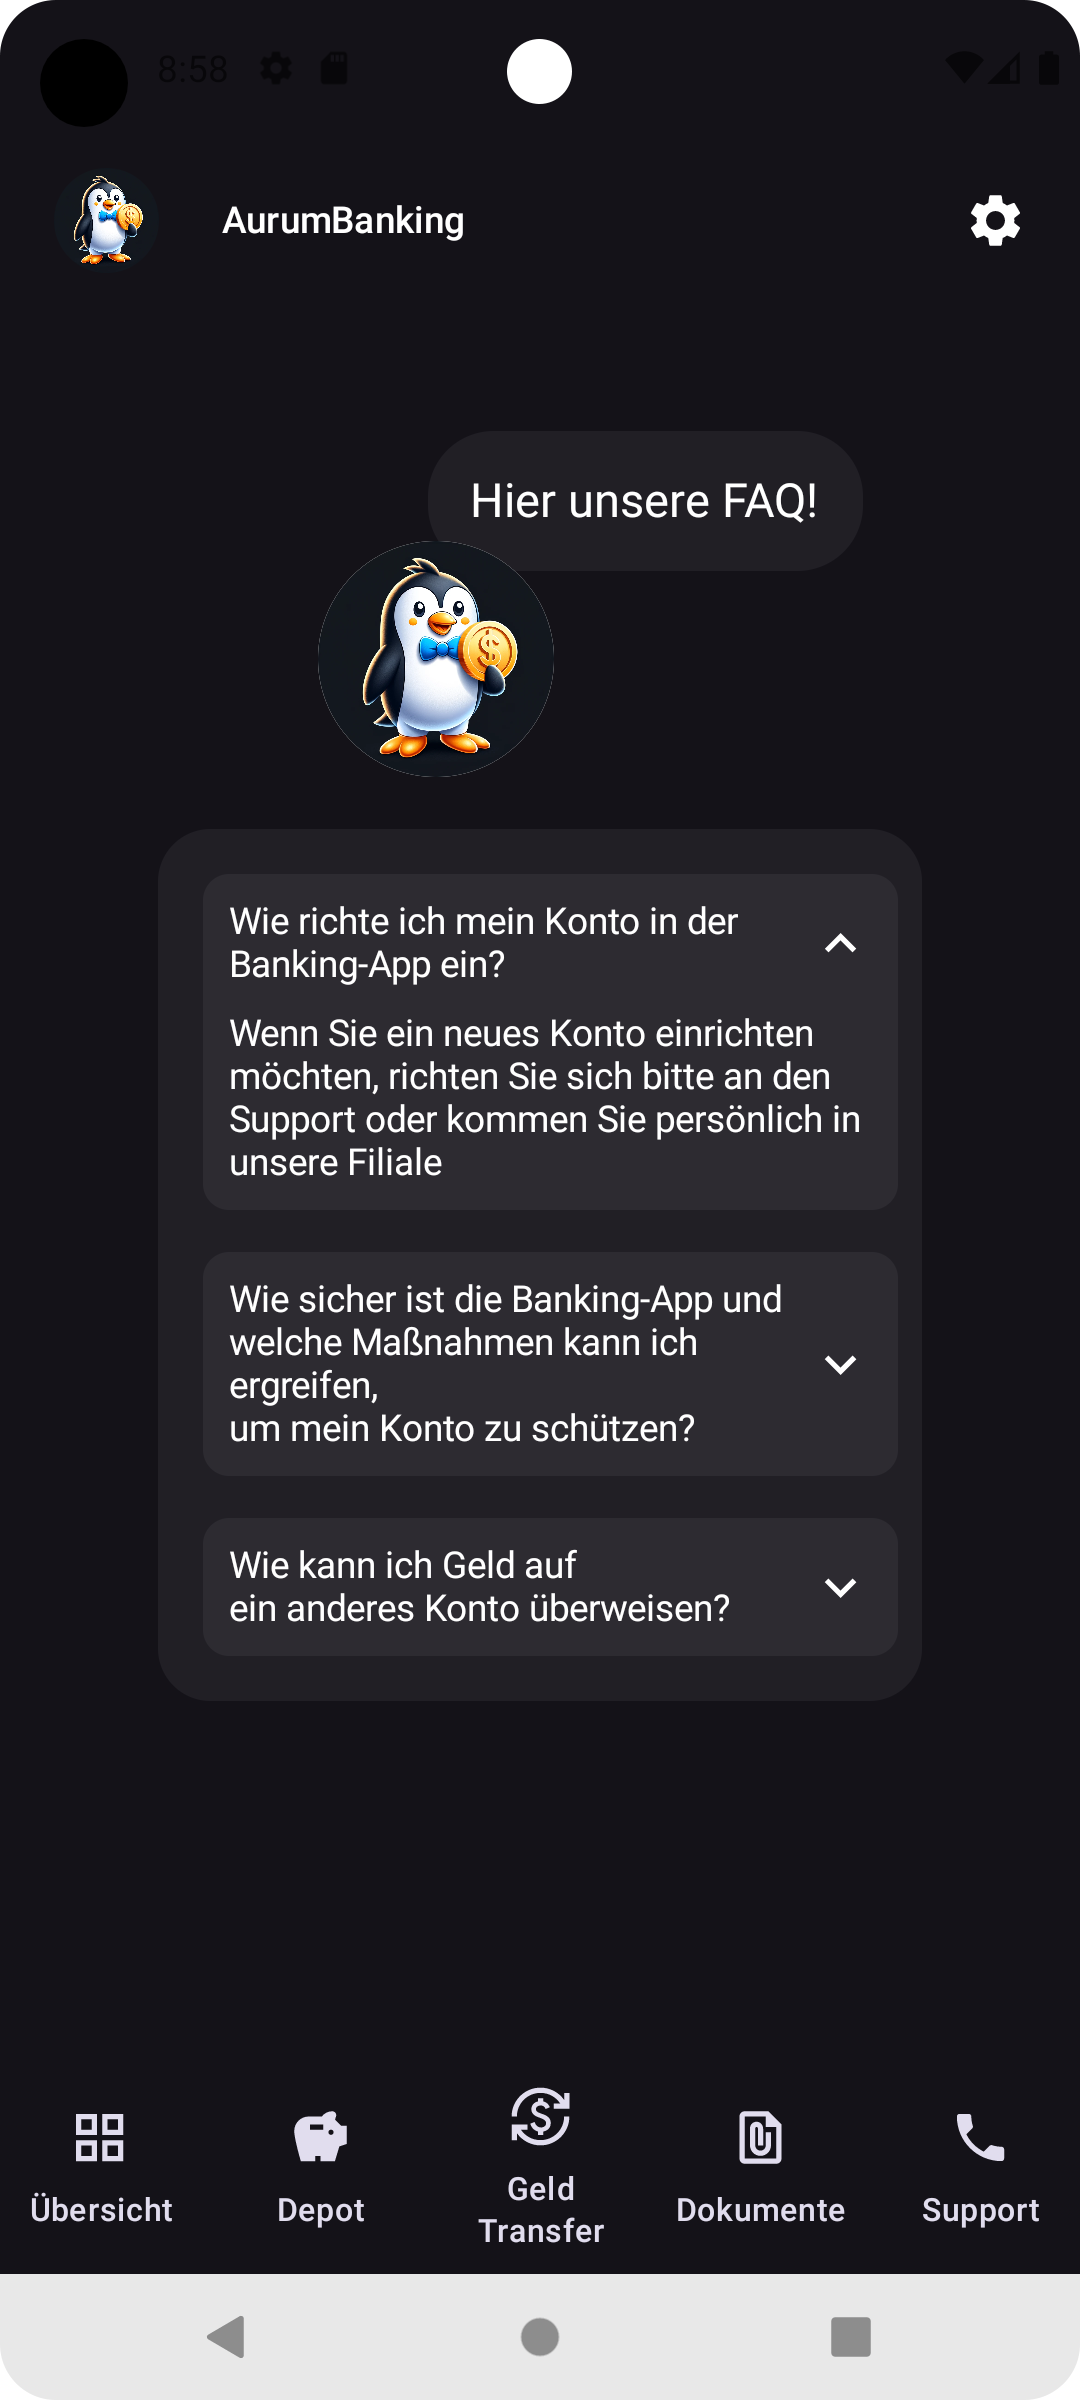 8:58
AurumBanking
Hier unsere FAQ!
Wie richte ich mein Konto in der
Banking-App ein?
Wenn Sie ein neues Konto einrichten
möchten, richten Sie sich bitte an den
Support oder kommen Sie persönlich in
unsere Filiale
Wie sicher ist die Banking-App und
welche Maßnahmen kann ich
ergreifen,
um mein Konto zu schützen?
Wie kann ich Geld auf
ein anderes Konto überweisen?
Übersicht
Depot
Geld
Transfer
Dokumente
Support